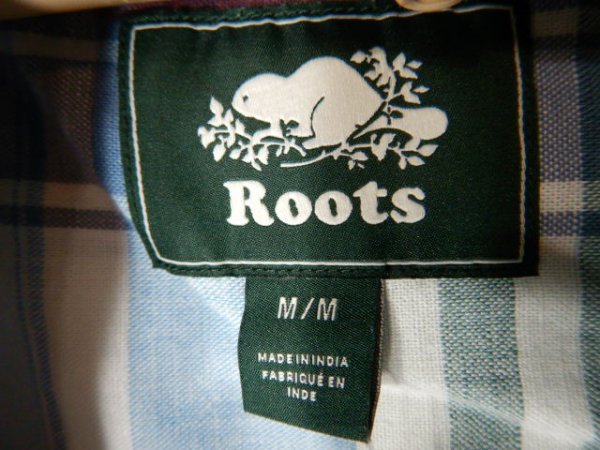 Roots
M/M
MADE IN INDIA
FABRIQUÉ EN
INDE